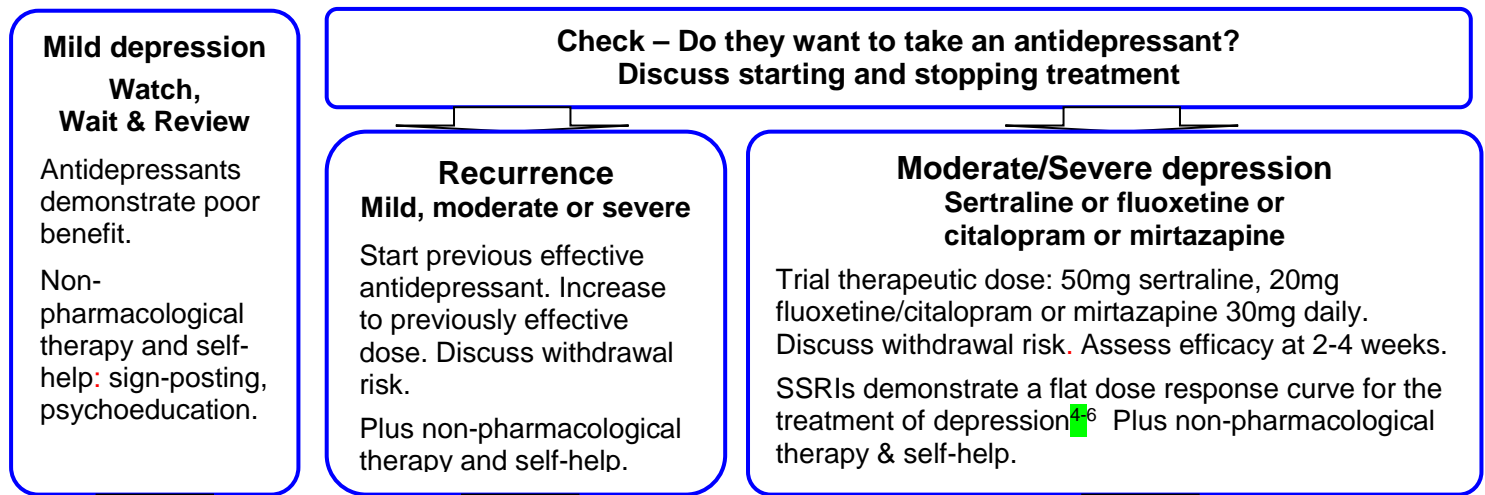 Mild depression
Watch,
Wait & Review
Antidepressants
demonstrate poor
benefit.
Non-
pharmacological
therapy and self-
help: sign-posting,
psychoeducation.
Check – Do they want to take an antidepressant?
Discuss starting and stopping treatment
Recurrence
Mild, moderate or severe
Start previous effective
antidepressant. Increase
to previously effective
dose. Discuss withdrawal
risk.
Plus non-pharmacological
therapy and self-help.
Moderate/Severe depression
Sertraline or fluoxetine or
citalopram or mirtazapine
Trial therapeutic dose: 50mg sertraline, 20mg
fluoxetine/citalopram or mirtazapine 30mg daily.
Discuss withdrawal risk. Assess efficacy at 2-4 weeks.
SSRIs demonstrate a flat dose response curve for the
treatment of depression4-6 Plus non-pharmacological
therapy & self-help.